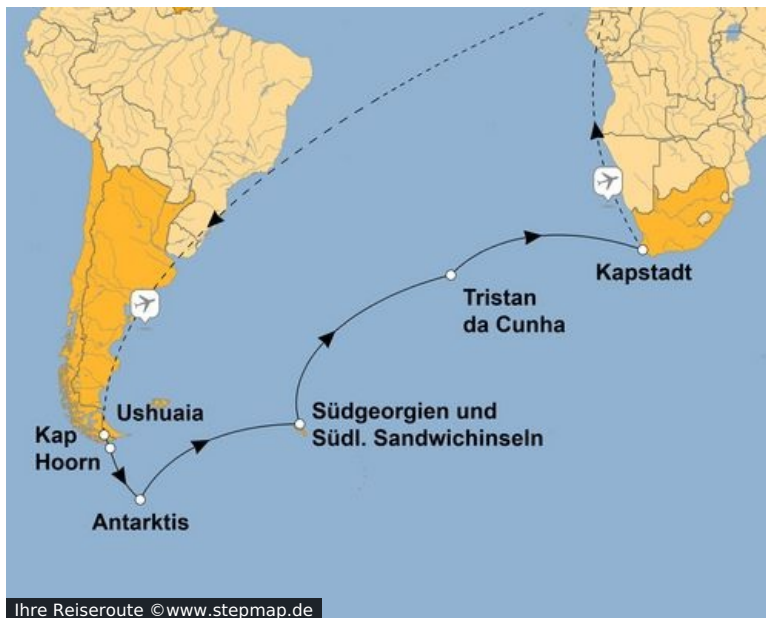 Kapstadt
Tristan
da Cunha
Ushuaia
Südgeorgien und
Südl. Sandwichinseln
Kap
Hoorn
Antarktis
Ihre Reiseroute ©www.stepmap.de